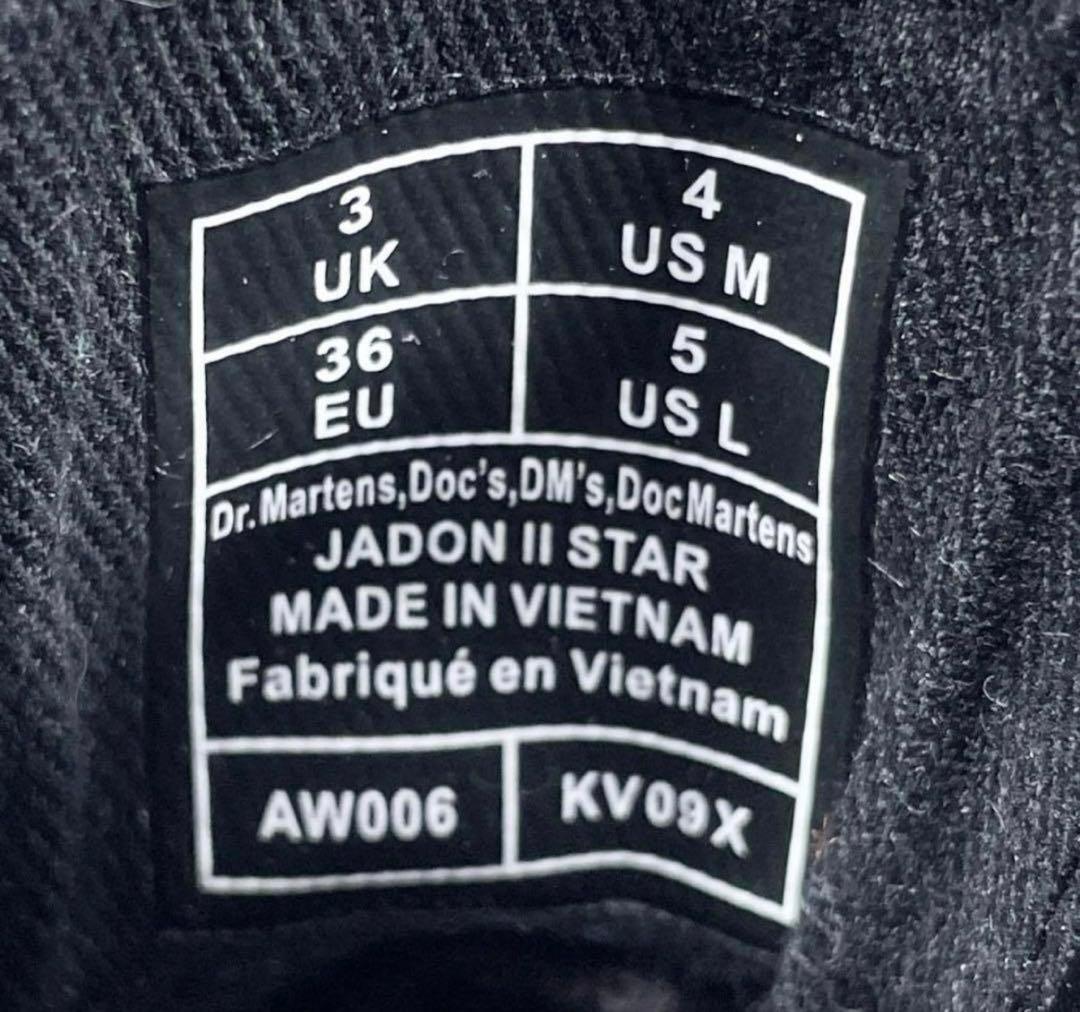 3 UK
4 US M
36 EU
5 US L
Dr.Martens,Doc's,DM's,DocMartens
JADON II STAR
MADE IN VIETNAM
Fabriqué en Vietnam
AW006
KV09X